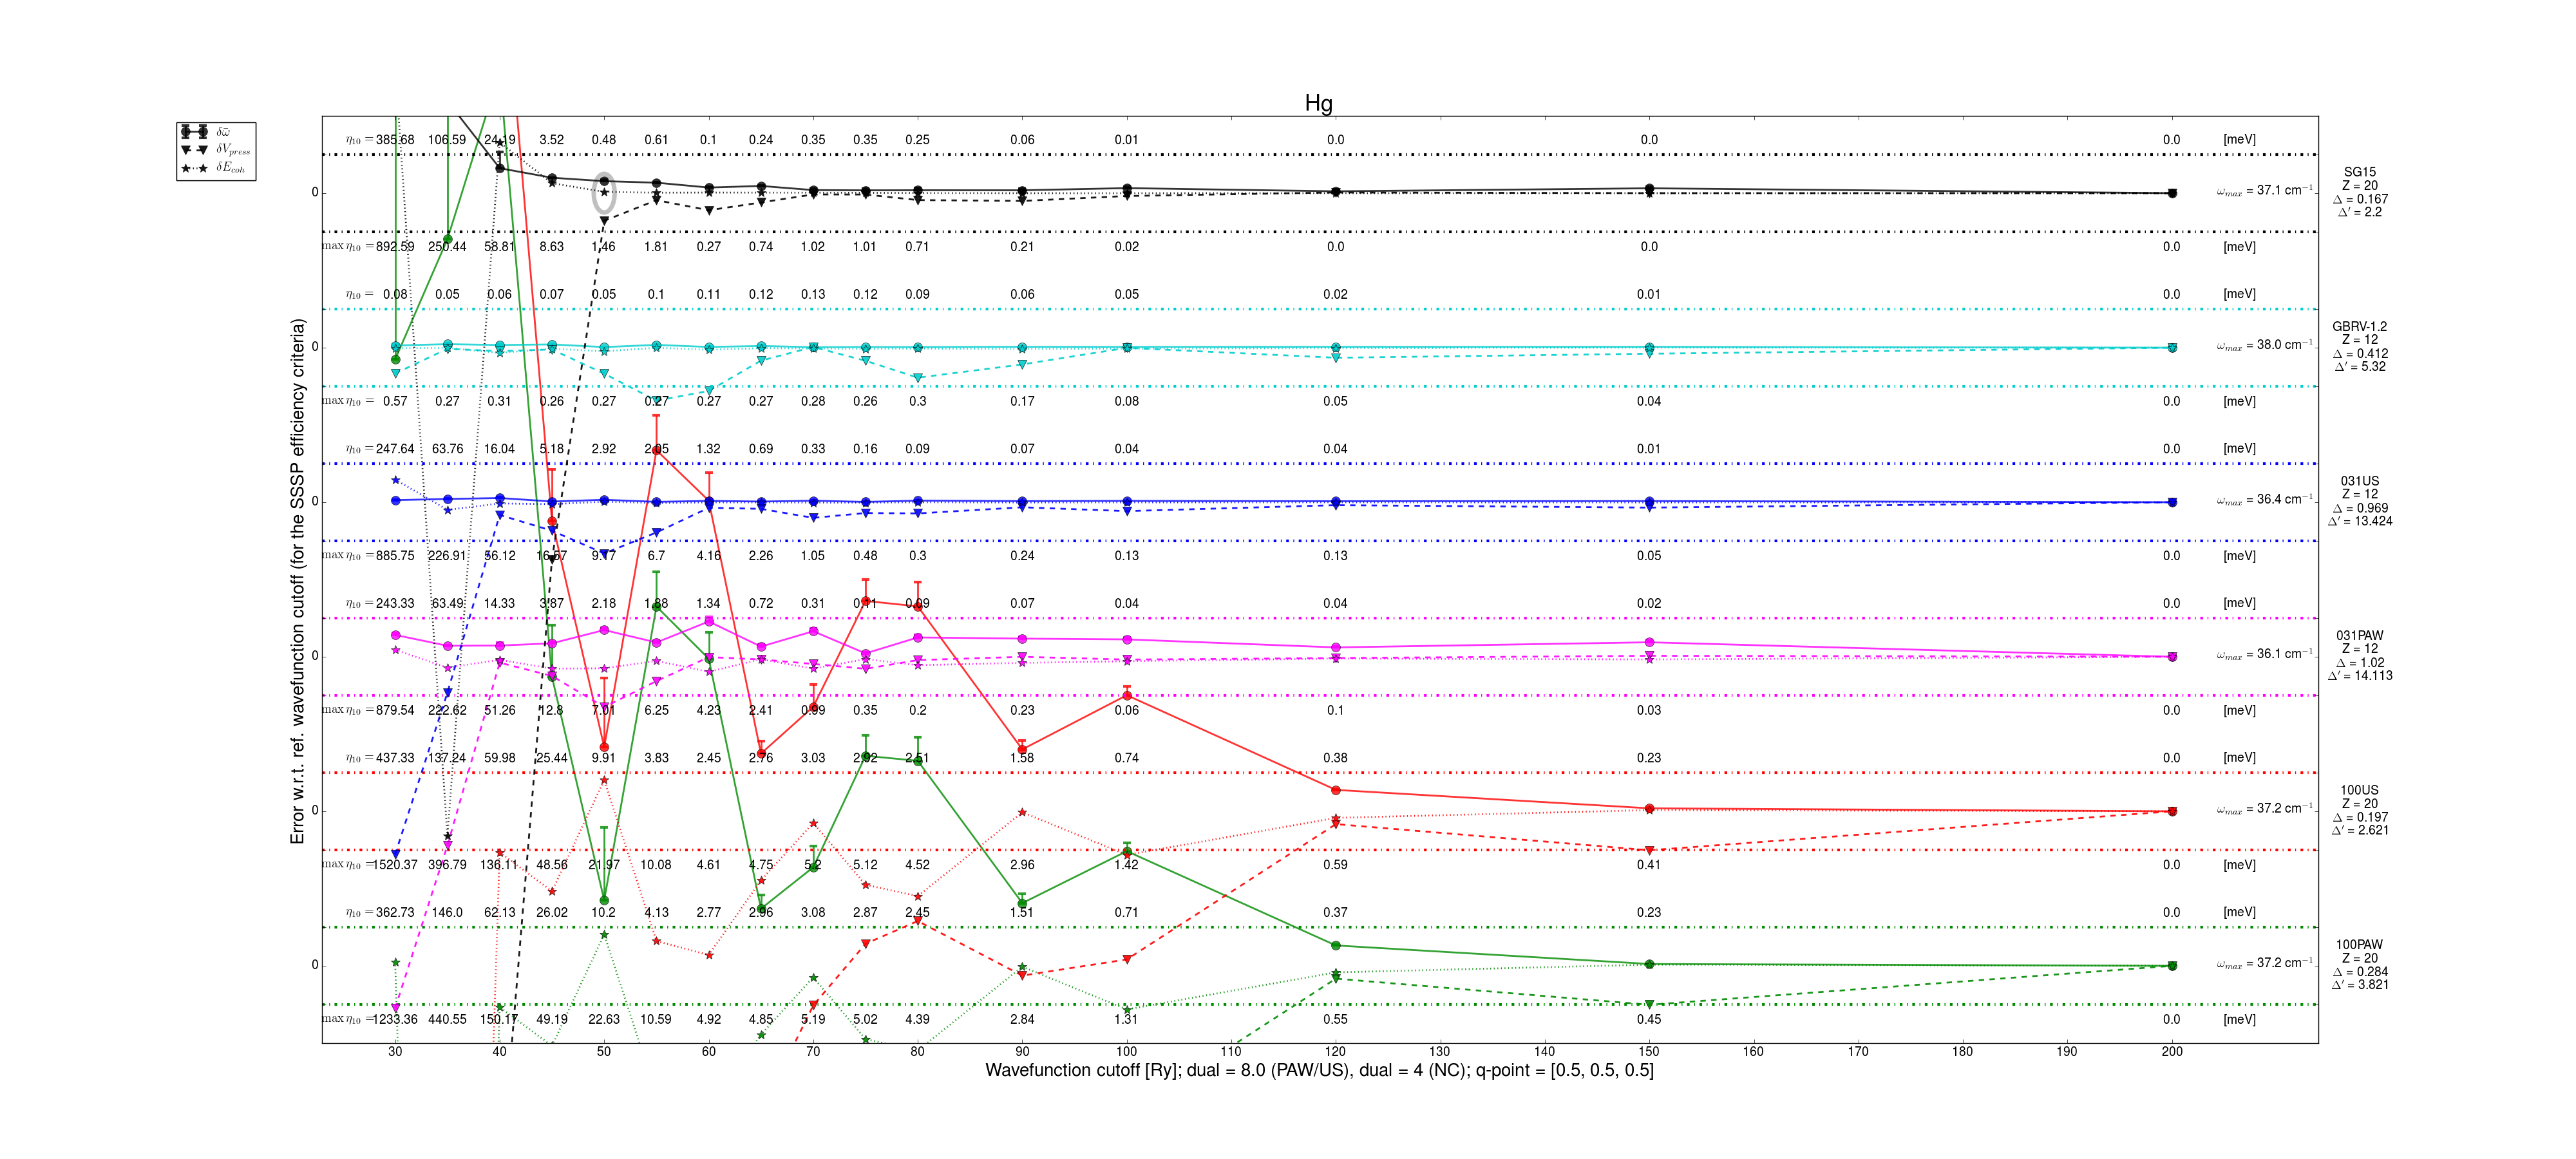 Hg
δω̄
δV_press
δE_coh
Error w.r.t. ref. wavefunction cutoff (for the SSSP efficiency criteria)
η10 = 385.68 106.59 24.19 3.52 0.48 0.61 0.1 0.24 0.35 0.35 0.25 0.06 0.01 0.0 0.0 0.0 [meV]
0 ω_max = 37.1 cm⁻¹
SG15
Z = 20
Δ = 0.167
Δ′ = 2.2
max η10 = 892.59 250.44 58.81 8.63 1.46 1.81 0.27 0.74 1.02 1.01 0.71 0.21 0.02 0.0 0.0 0.0 [meV]
η10 = 0.08 0.05 0.06 0.07 0.05 0.1 0.11 0.12 0.13 0.12 0.09 0.06 0.05 0.02 0.01 0.0 [meV]
0 ω_max = 38.0 cm⁻¹
GBRV-1.2
Z = 12
Δ = 0.412
Δ′ = 5.32
max η10 = 0.57 0.27 0.31 0.26 0.27 0.27 0.27 0.27 0.28 0.26 0.3 0.17 0.08 0.05 0.04 0.0 [meV]
η10 = 247.64 63.76 16.04 5.18 2.92 2.05 1.32 0.69 0.33 0.16 0.09 0.07 0.04 0.04 0.01 0.0 [meV]
0 ω_max = 36.4 cm⁻¹
031US
Z = 12
Δ = 0.969
Δ′ = 13.424
max η10 = 885.75 226.91 56.12 9.17 6.7 4.16 2.26 1.05 0.48 0.3 0.24 0.13 0.13 0.05 0.0 [meV]
η10 = 243.33 63.49 14.33 3.87 2.18 1.88 1.34 0.72 0.31 0.11 0.09 0.07 0.04 0.04 0.02 0.0 [meV]
0 ω_max = 36.1 cm⁻¹
031PAW
Z = 12
Δ = 1.02
Δ′ = 14.113
max η10 = 879.54 222.62 51.26 12.8 7.01 6.25 4.23 2.41 0.99 0.35 0.2 0.23 0.06 0.1 0.03 0.0 [meV]
η10 = 437.33 137.24 59.98 25.44 9.91 3.83 2.45 2.76 3.03 2.92 2.51 1.58 0.74 0.38 0.23 0.0 [meV]
0 ω_max = 37.2 cm⁻¹
100US
Z = 20
Δ = 0.197
Δ′ = 2.621
max η10 = 1520.37 396.79 136.11 48.56 21.97 10.08 4.61 4.75 5.2 5.12 4.52 2.96 1.42 0.59 0.41 0.0 [meV]
η10 = 362.73 146.0 62.13 26.02 10.2 4.13 2.77 2.96 3.08 2.87 2.45 1.51 0.71 0.37 0.23 0.0 [meV]
0 ω_max = 37.2 cm⁻¹
100PAW
Z = 20
Δ = 0.284
Δ′ = 3.821
max η10 = 1233.36 440.55 150.17 49.19 22.63 10.59 4.92 4.85 5.19 5.02 4.39 2.84 1.31 0.55 0.45 0.0 [meV]
30 40 50 60 70 80 90 100 110 120 130 140 150 160 170 180 190 200
Wavefunction cutoff [Ry]; dual = 8.0 (PAW/US), dual = 4 (NC); q-point = [0.5, 0.5, 0.5]